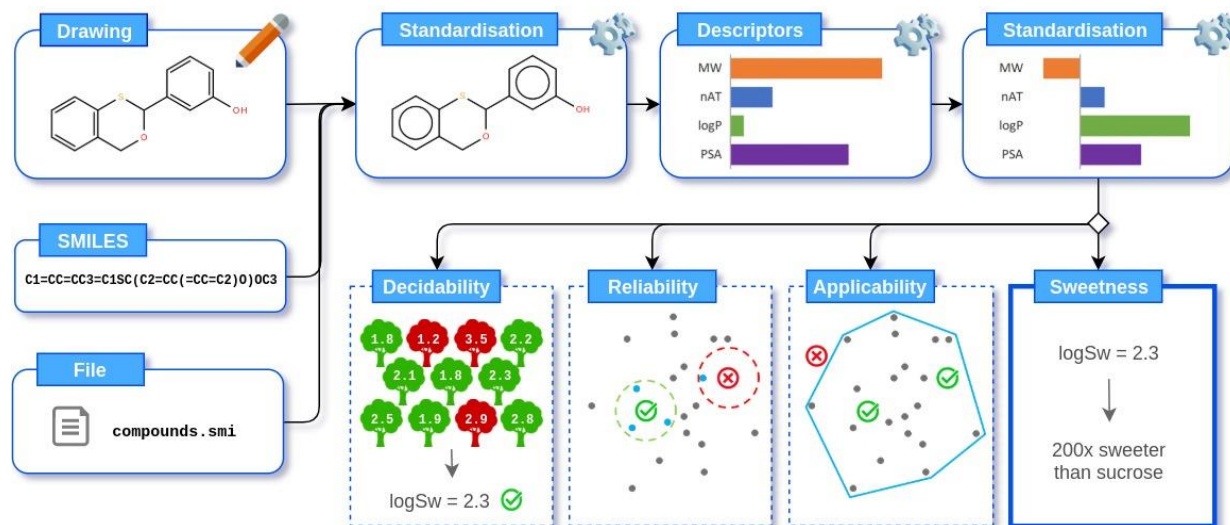 Drawing
S
O
OH
SMILES
C1=CC=CC3=C1SC(C2=CC(=CC=C2)O)OC3
File
compounds.smi
Standardisation
S
O
OH
Descriptors
MW
nAT
logP
PSA
Standardisation
MW
nAT
logP
PSA
Decidability
1.8 1.2 3.5 2.2
2.1 1.8 2.3
2.5 1.9 2.9 2.8
logSw = 2.3
Reliability
Applicability
Sweetness
logSw = 2.3
200x sweeter
than sucrose